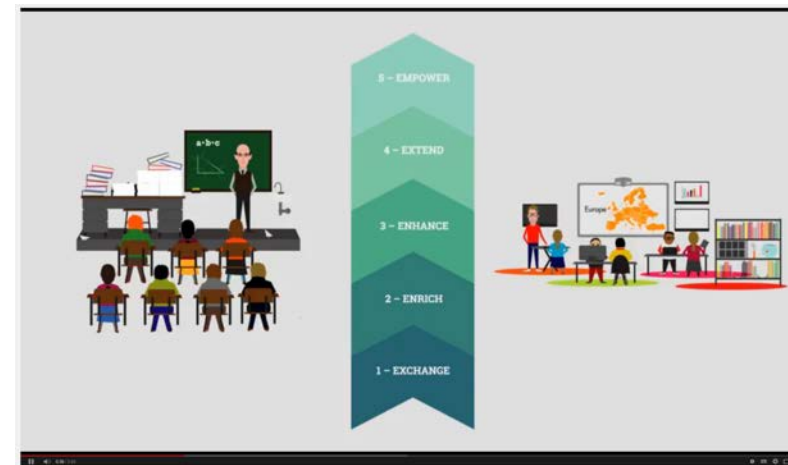 5 – EMPOWER
4 – EXTEND
3 – ENHANCE
2 – ENRICH
1 – EXCHANGE
a-b-c
Europe